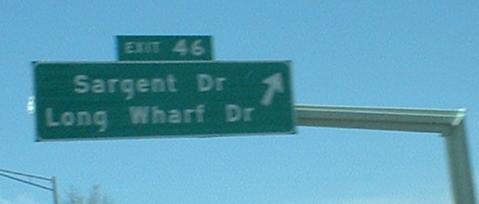 EXIT 46
Sargent Dr
Long Wharf Dr